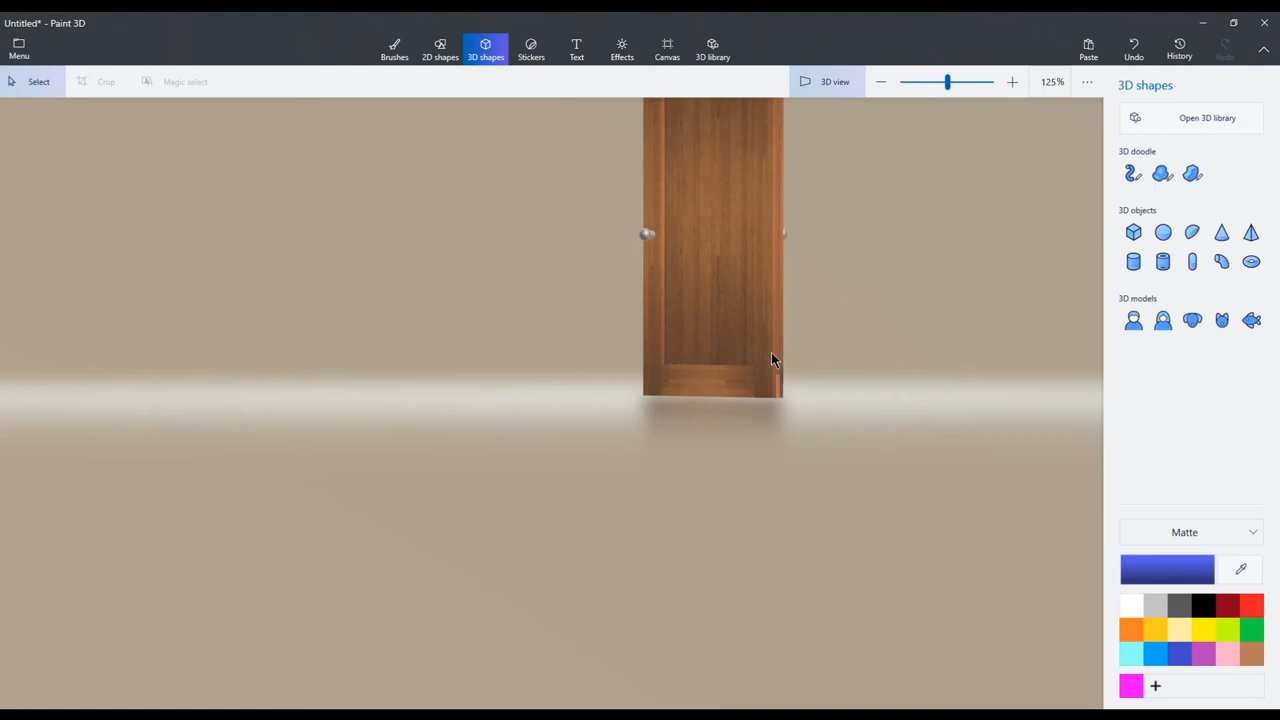 Untitled* - Paint 3D
Menu
Brushes
2D shapes
3D shapes
Stickers
Text
Effects
Canvas
3D library
Paste
Undo
History
Redo
Select
Crop
Magic select
3D view
125%
3D shapes
Open 3D library
3D doodle
3D objects
3D models
Matte